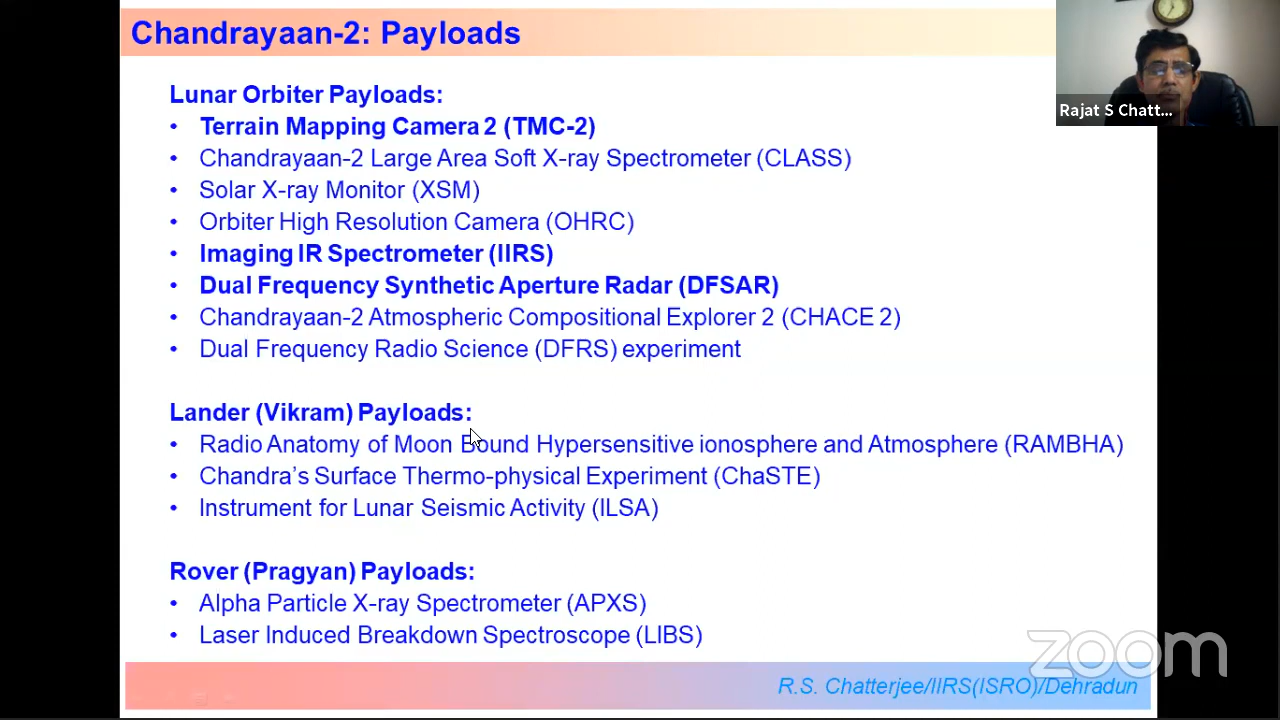 Chandrayaan-2: Payloads
Rajat S Chatt...
Lunar Orbiter Payloads:
• Terrain Mapping Camera 2 (TMC-2)
• Chandrayaan-2 Large Area Soft X-ray Spectrometer (CLASS)
• Solar X-ray Monitor (XSM)
• Orbiter High Resolution Camera (OHRC)
• Imaging IR Spectrometer (IIRS)
• Dual Frequency Synthetic Aperture Radar (DFSAR)
• Chandrayaan-2 Atmospheric Compositional Explorer 2 (CHACE 2)
• Dual Frequency Radio Science (DFRS) experiment
Lander (Vikram) Payloads:
• Radio Anatomy of Moon Bound Hypersensitive ionosphere and Atmosphere (RAMBHA)
• Chandra’s Surface Thermo-physical Experiment (ChaSTE)
• Instrument for Lunar Seismic Activity (ILSA)
Rover (Pragyan) Payloads:
• Alpha Particle X-ray Spectrometer (APXS)
• Laser Induced Breakdown Spectroscope (LIBS)
zoom
R.S. Chatterjee/IIRS(ISRO)/Dehradun